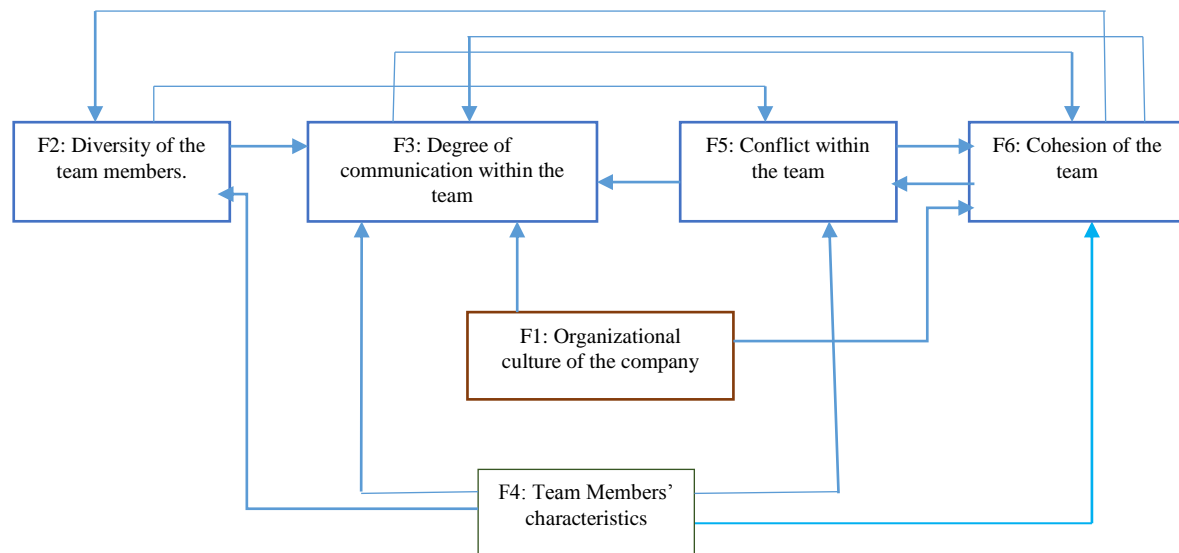 F2: Diversity of the
team members.
F3: Degree of
communication within the
team
F5: Conflict within
the team
F6: Cohesion of the
team
F1: Organizational
culture of the company
F4: Team Members’
characteristics